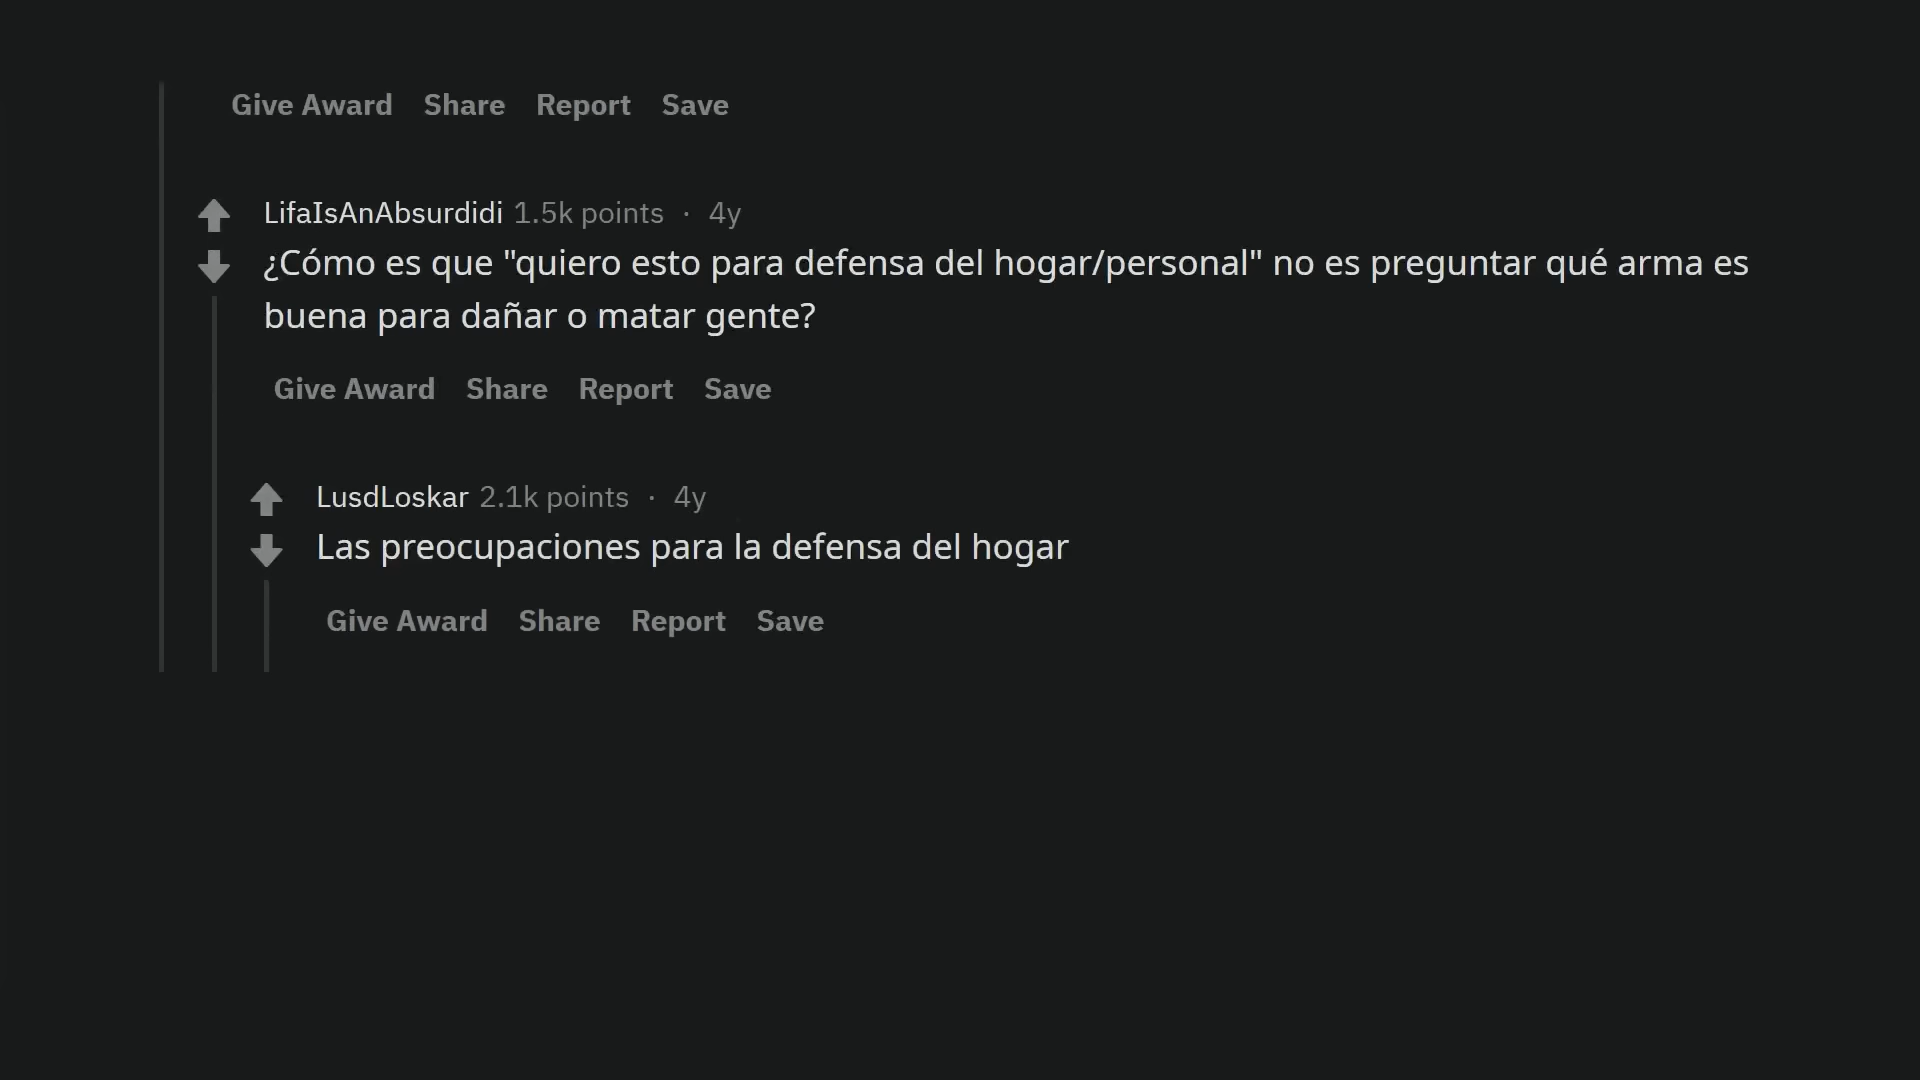 Give Award Share Report Save
LifaIsAnAbsurdidi 1.5k points · 4y
¿Cómo es que "quiero esto para defensa del hogar/personal" no es preguntar qué arma es
buena para dañar o matar gente?
Give Award Share Report Save
LusdLoskar 2.1k points · 4y
Las preocupaciones para la defensa del hogar
Give Award Share Report Save